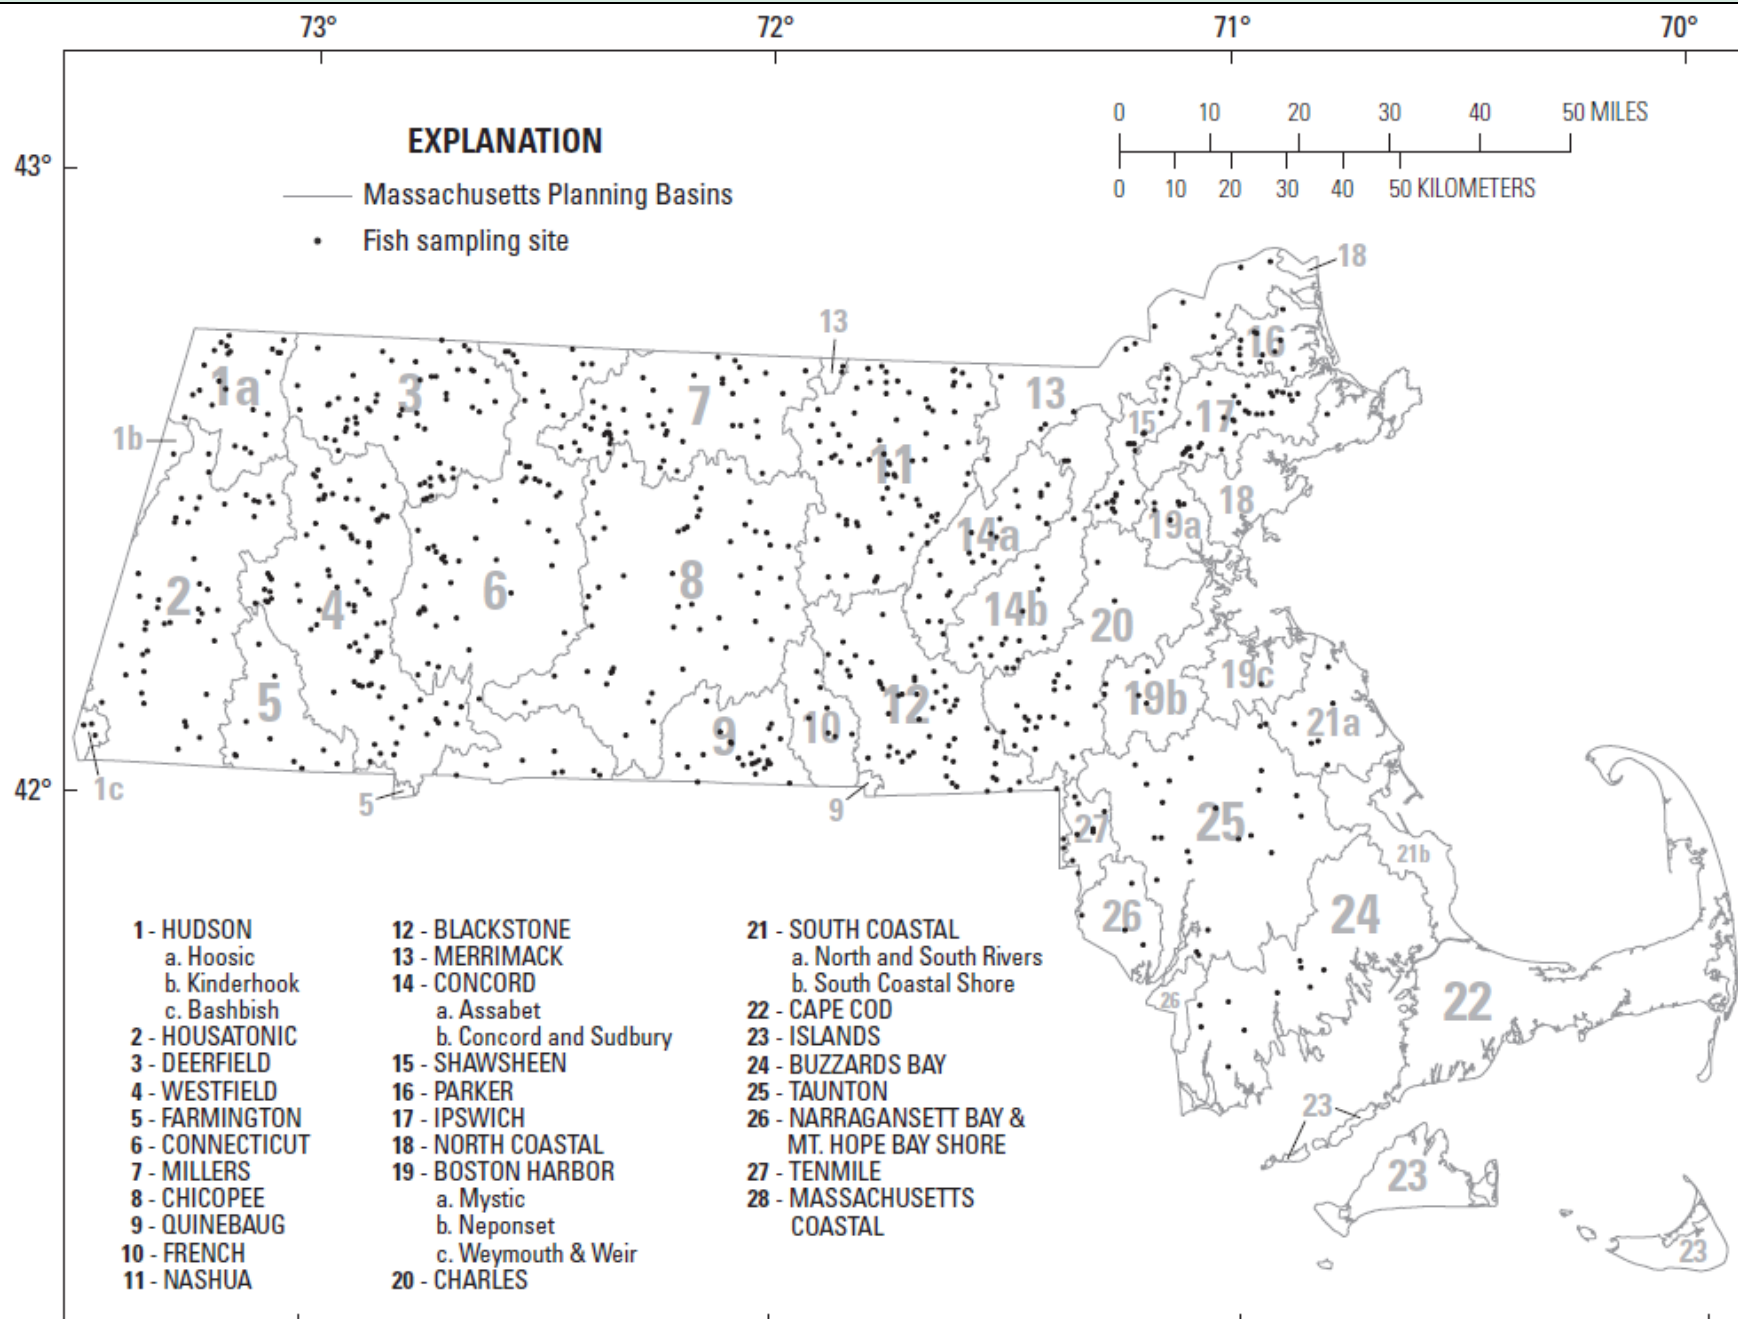 73° 72° 71° 70°
0 10 20 30 40 50 MILES
EXPLANATION
43°
Massachusetts Planning Basins
0 10 20 30 40 50 KILOMETERS
Fish sampling site
18
13
16
1a
3
7
13
17
15
1b
11
18
14a
19a
2
4
6
8
14b
20
5
9
10
12
19b
19c
21a
42°
1c
5
9
27
25
21b
26
24
26
22
23
23
23
1 - HUDSON
a. Hoosic
b. Kinderhook
c. Bashbish
2 - HOUSATONIC
3 - DEERFIELD
4 - WESTFIELD
5 - FARMINGTON
6 - CONNECTICUT
7 - MILLERS
8 - CHICOPEE
9 - QUINEBAUG
10 - FRENCH
11 - NASHUA
12 - BLACKSTONE
13 - MERRIMACK
14 - CONCORD
a. Assabet
b. Concord and Sudbury
15 - SHAWSHEEN
16 - PARKER
17 - IPSWICH
18 - NORTH COASTAL
19 - BOSTON HARBOR
a. Mystic
b. Neponset
c. Weymouth & Weir
20 - CHARLES
21 - SOUTH COASTAL
a. North and South Rivers
b. South Coastal Shore
22 - CAPE COD
23 - ISLANDS
24 - BUZZARDS BAY
25 - TAUNTON
26 - NARRAGANSETT BAY &
MT. HOPE BAY SHORE
27 - TENMILE
28 - MASSACHUSETTS
COASTAL